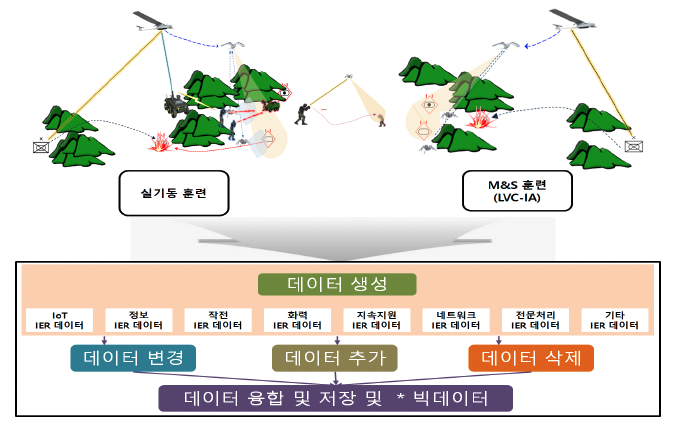 실기동 훈련
M&S 훈련
(LVC-IA)
데이터 생성
IoT
IER 데이터
정보
IER 데이터
작전
IER 데이터
화력
IER 데이터
지속지원
IER 데이터
네트워크
IER 데이터
전문처리
IER 데이터
기타
IER 데이터
데이터 변경
데이터 추가
데이터 삭제
데이터 융합 및 저장 및 * 빅데이터